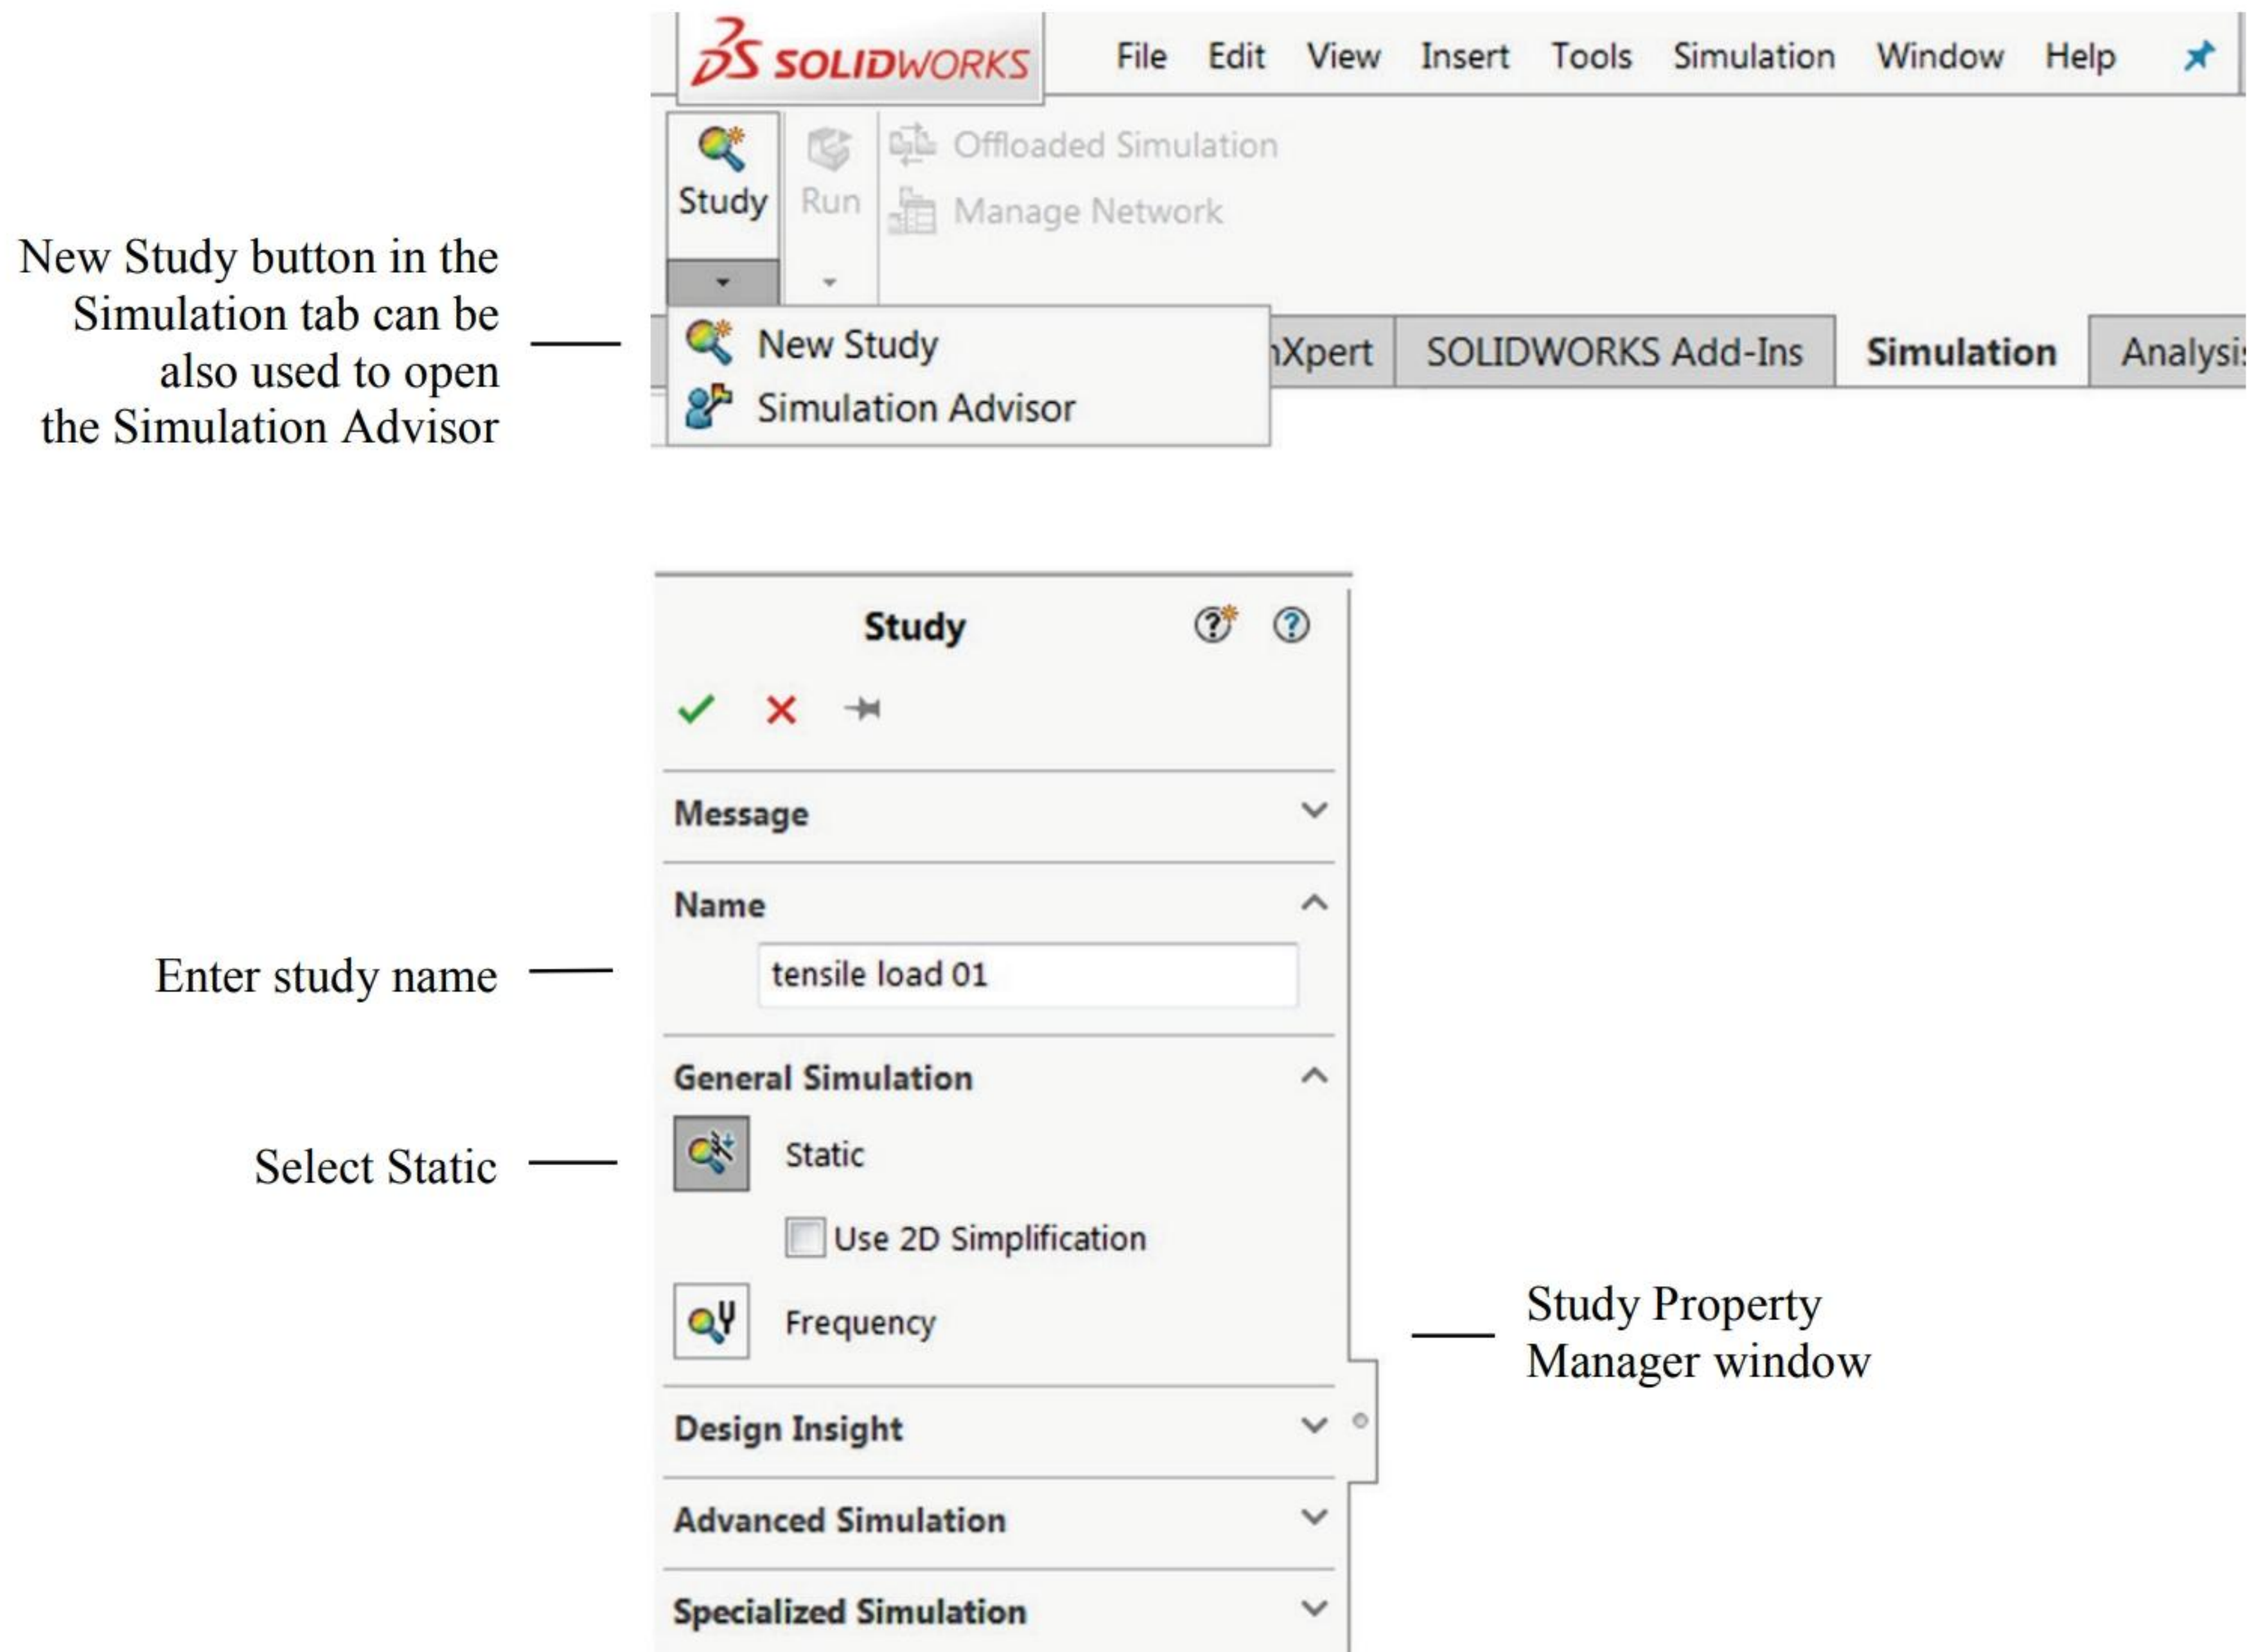 SOLIDWORKS
File Edit View Insert Tools Simulation Window Help
Study Run Offloaded Simulation
Manage Network
New Study button in the
Simulation tab can be
also used to open
the Simulation Advisor
New Study
Simulation Advisor
SOLIDWORKS Add-Ins Simulation
Study
Message
Name
Enter study name
tensile load 01
General Simulation
Select Static
Static
Use 2D Simplification
Frequency
Study Property
Manager window
Design Insight
Advanced Simulation
Specialized Simulation